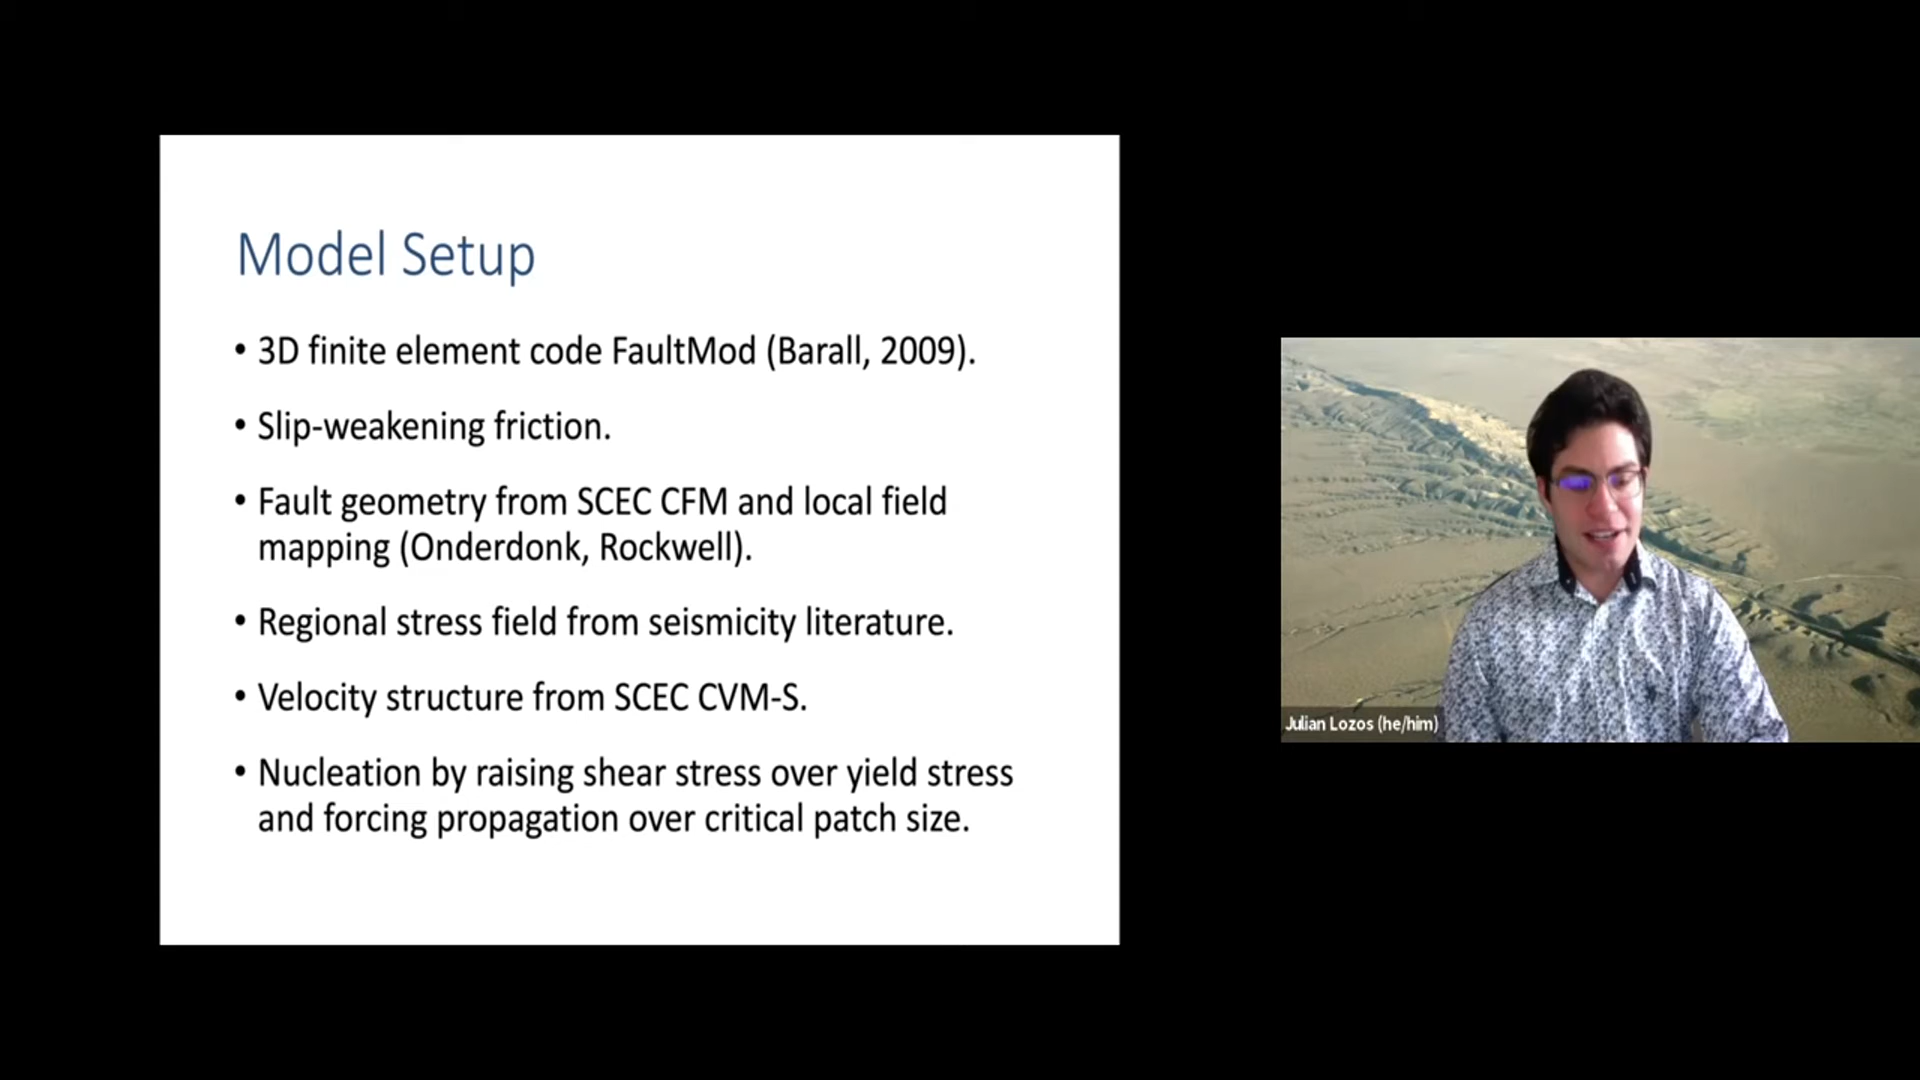 Model Setup
• 3D finite element code FaultMod (Barall, 2009).
• Slip-weakening friction.
• Fault geometry from SCEC CFM and local field
mapping (Onderdonk, Rockwell).
• Regional stress field from seismicity literature.
• Velocity structure from SCEC CVM-S.
• Nucleation by raising shear stress over yield stress
and forcing propagation over critical patch size.
Julian Lozos (he/him)